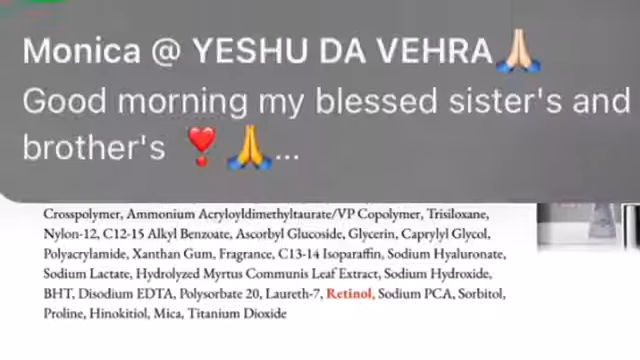 Monica @ YESHU DA VEHRA🙏🏻
Good morning my blessed sister's and
brother's ❣️🙏...
Crosspolymer, Ammonium Acryloyldimethyltaurate/VP Copolymer, Trisiloxane,
Nylon-12, C12-15 Alkyl Benzoate, Ascorbyl Glucoside, Glycerin, Caprylyl Glycol,
Polyacrylamide, Xanthan Gum, Fragrance, C13-14 Isoparaffin, Sodium Hyaluronate,
Sodium Lactate, Hydrolyzed Myrtus Communis Leaf Extract, Sodium Hydroxide,
BHT, Disodium EDTA, Polysorbate 20, Laureth-7, Retinol, Sodium PCA, Sorbitol,
Proline, Hinokitiol, Mica, Titanium Dioxide